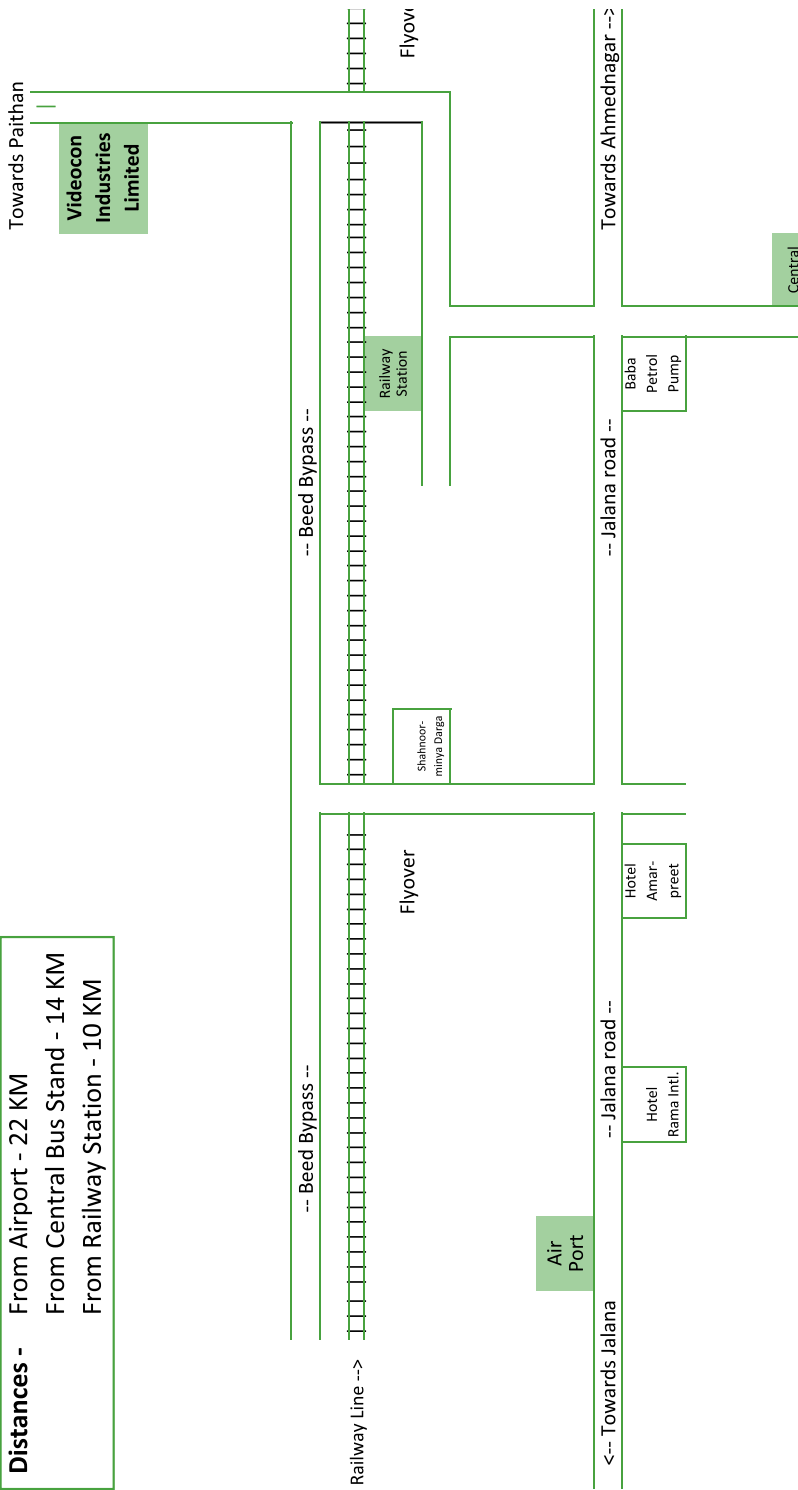 Distances - From Airport - 22 KM
From Central Bus Stand - 14 KM
From Railway Station - 10 KM
Towards Paithan
Videocon
Industries
Limited
-- Beed Bypass --
-- Beed Bypass --
Railway Line -->
Flyover
Railway
Station
Shahnoor-
minya Darga
Flyover
Air
Port
<-- Towards Jalana
-- Jalana road --
-- Jalana road --
Towards Ahmednagar -->
Hotel
Rama Intl.
Hotel
Amar-
preet
Baba
Petrol
Pump
Central